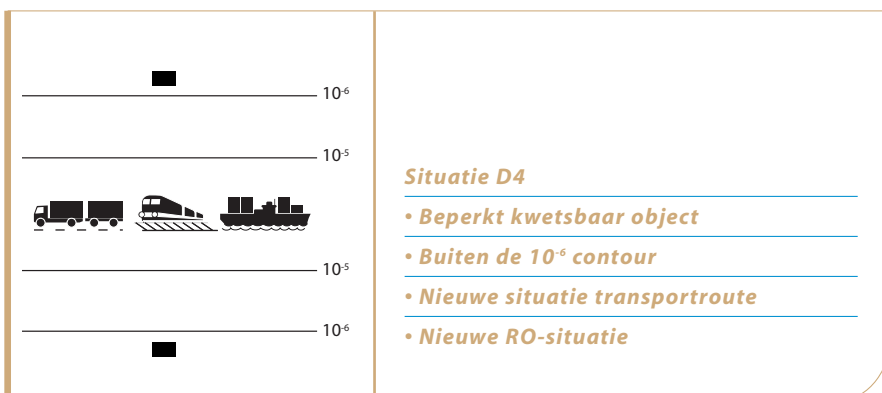 10⁻⁶
10⁻⁵
10⁻⁵
10⁻⁶
Situatie D4
• Beperkt kwetsbaar object
• Buiten de 10⁻⁶ contour
• Nieuwe situatie transportroute
• Nieuwe RO-situatie